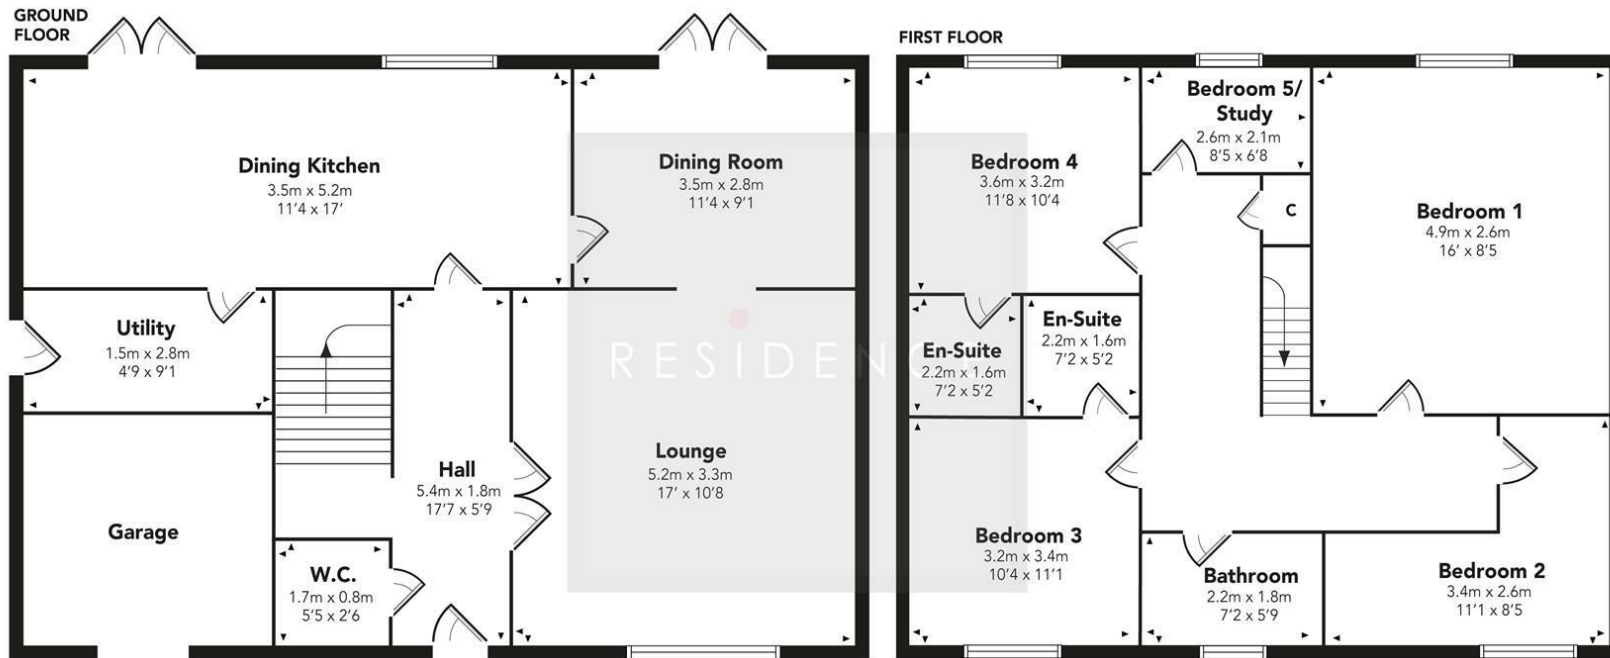 GROUND
FLOOR
Dining Kitchen
3.5m x 5.2m
11'4 x 17'
Dining Room
3.5m x 2.8m
11'4 x 9'1
Utility
1.5m x 2.8m
4'9 x 9'1
Hall
5.4m x 1.8m
17'7 x 5'9
Lounge
5.2m x 3.3m
17' x 10'8
Garage
W.C.
1.7m x 0.8m
5'5 x 2'6
FIRST FLOOR
Bedroom 4
3.6m x 3.2m
11'8 x 10'4
Bedroom 5/
Study
2.6m x 2.1m
8'5 x 6'8
C
Bedroom 1
4.9m x 2.6m
16' x 8'5
En-Suite
2.2m x 1.6m
7'2 x 5'2
En-Suite
2.2m x 1.6m
7'2 x 5'2
Bedroom 3
3.2m x 3.4m
10'4 x 11'1
Bathroom
2.2m x 1.8m
7'2 x 5'9
Bedroom 2
3.4m x 2.6m
11'1 x 8'5